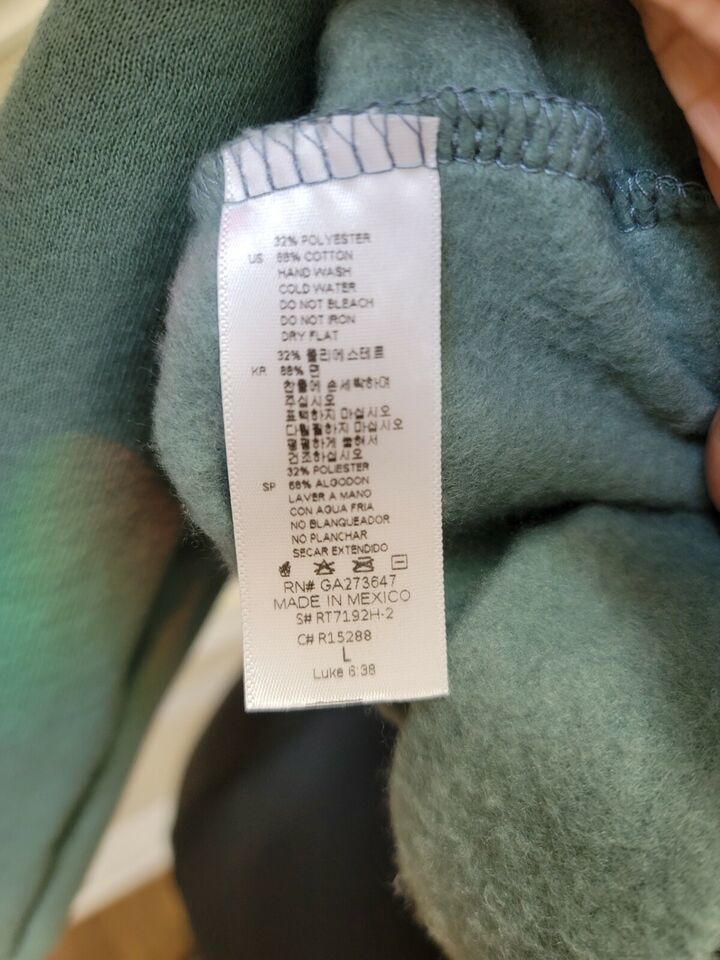 32% POLYESTER
US 68% COTTON
HAND WASH
COLD WATER
DO NOT BLEACH
DO NOT IRON
DRY FLAT
32% 폴리에스테르
KR 68% 면
찬물에 손세탁하여
주십시오
표백하지 마십시오
다림질하지 마십시오
평평하게 펼쳐서
건조하십시오
32% POLIESTER
SP 68% ALGODON
LAVER A MANO
CON AGUA FRIA
NO BLANQUEADOR
NO PLANCHAR
SECAR EXTENDIDO
RN# GA273647
MADE IN MEXICO
S# RT7192H-2
C# R15288
L
Luke 6:38